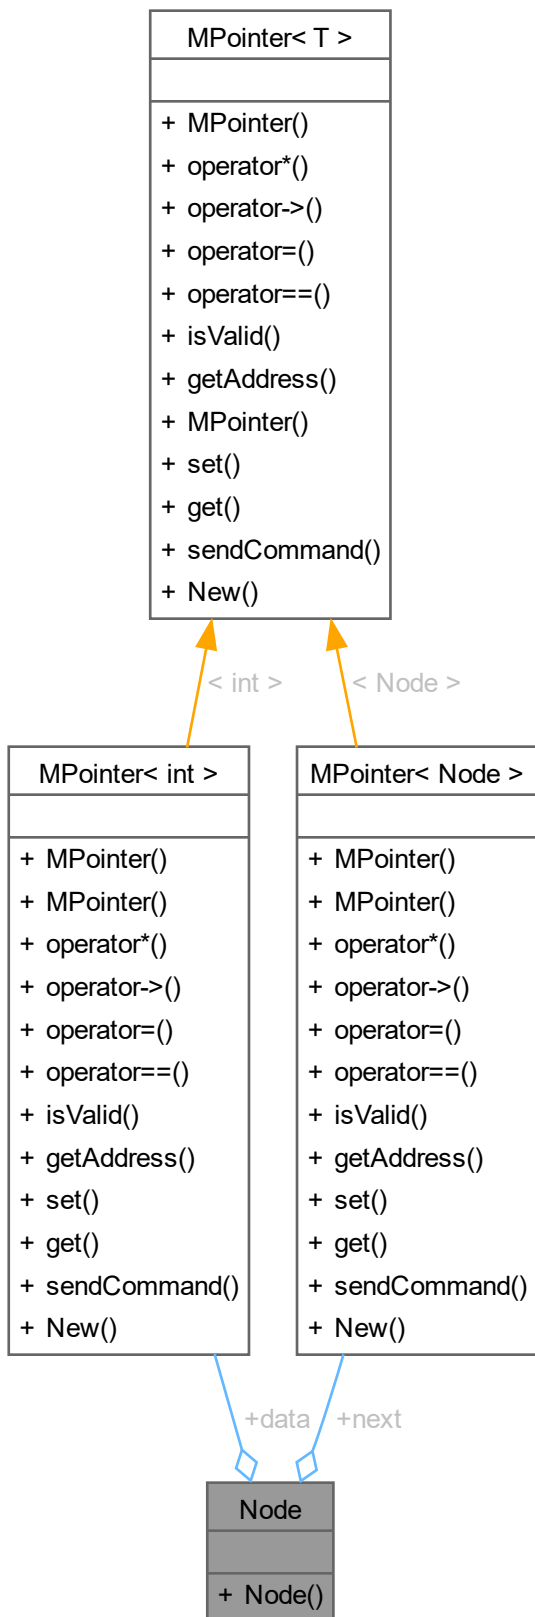 MPointer< T >
+ MPointer()
+ operator*()
+ operator->()
+ operator=()
+ operator==()
+ isValid()
+ getAddress()
+ MPointer()
+ set()
+ get()
+ sendCommand()
+ New()
< int >
< Node >
MPointer< int >
+ MPointer()
+ MPointer()
+ operator*()
+ operator->()
+ operator=()
+ operator==()
+ isValid()
+ getAddress()
+ set()
+ get()
+ sendCommand()
+ New()
MPointer< Node >
+ MPointer()
+ MPointer()
+ operator*()
+ operator->()
+ operator=()
+ operator==()
+ isValid()
+ getAddress()
+ set()
+ get()
+ sendCommand()
+ New()
+data
+next
Node
+ Node()